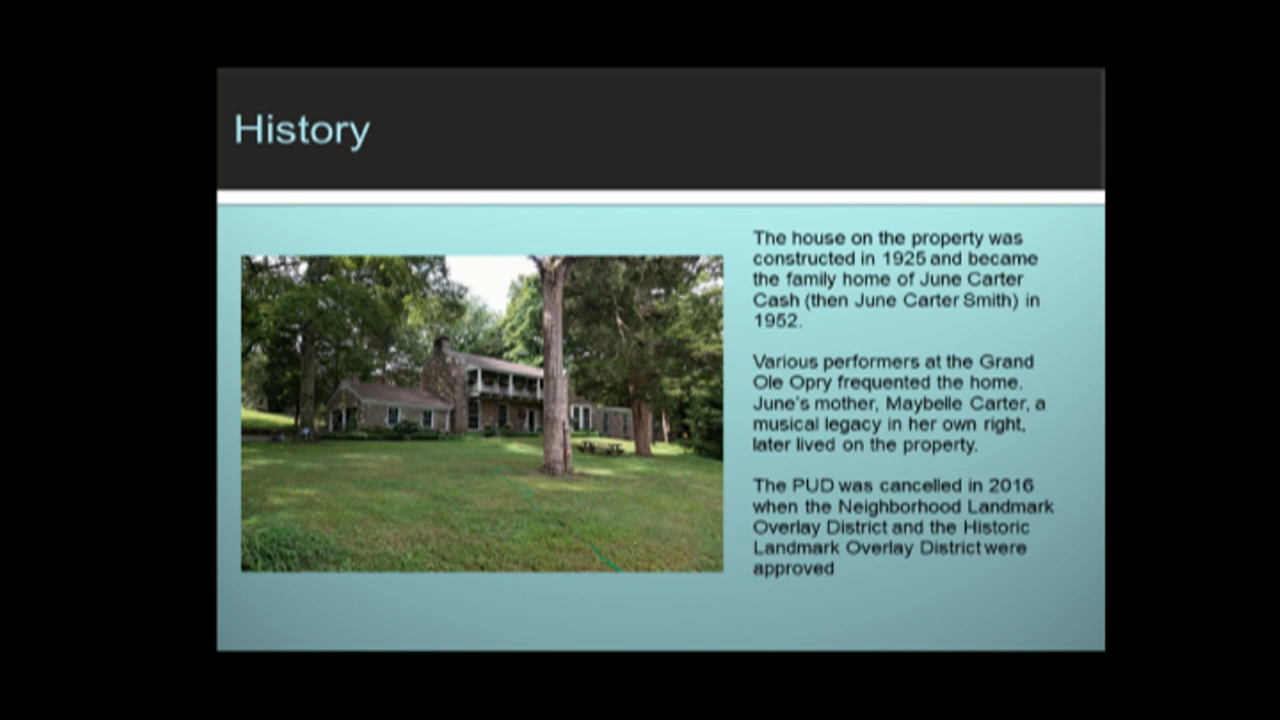 History
The house on the property was
constructed in 1925 and became
the family home of June Carter
Cash (then June Carter Smith) in
1952.
Various performers at the Grand
Ole Opry frequented the home.
June's mother, Maybelle Carter, a
musical legacy in her own right,
later lived on the property.
The PUD was cancelled in 2016
when the Neighborhood Landmark
Overlay District and the Historic
Landmark Overlay District were
approved